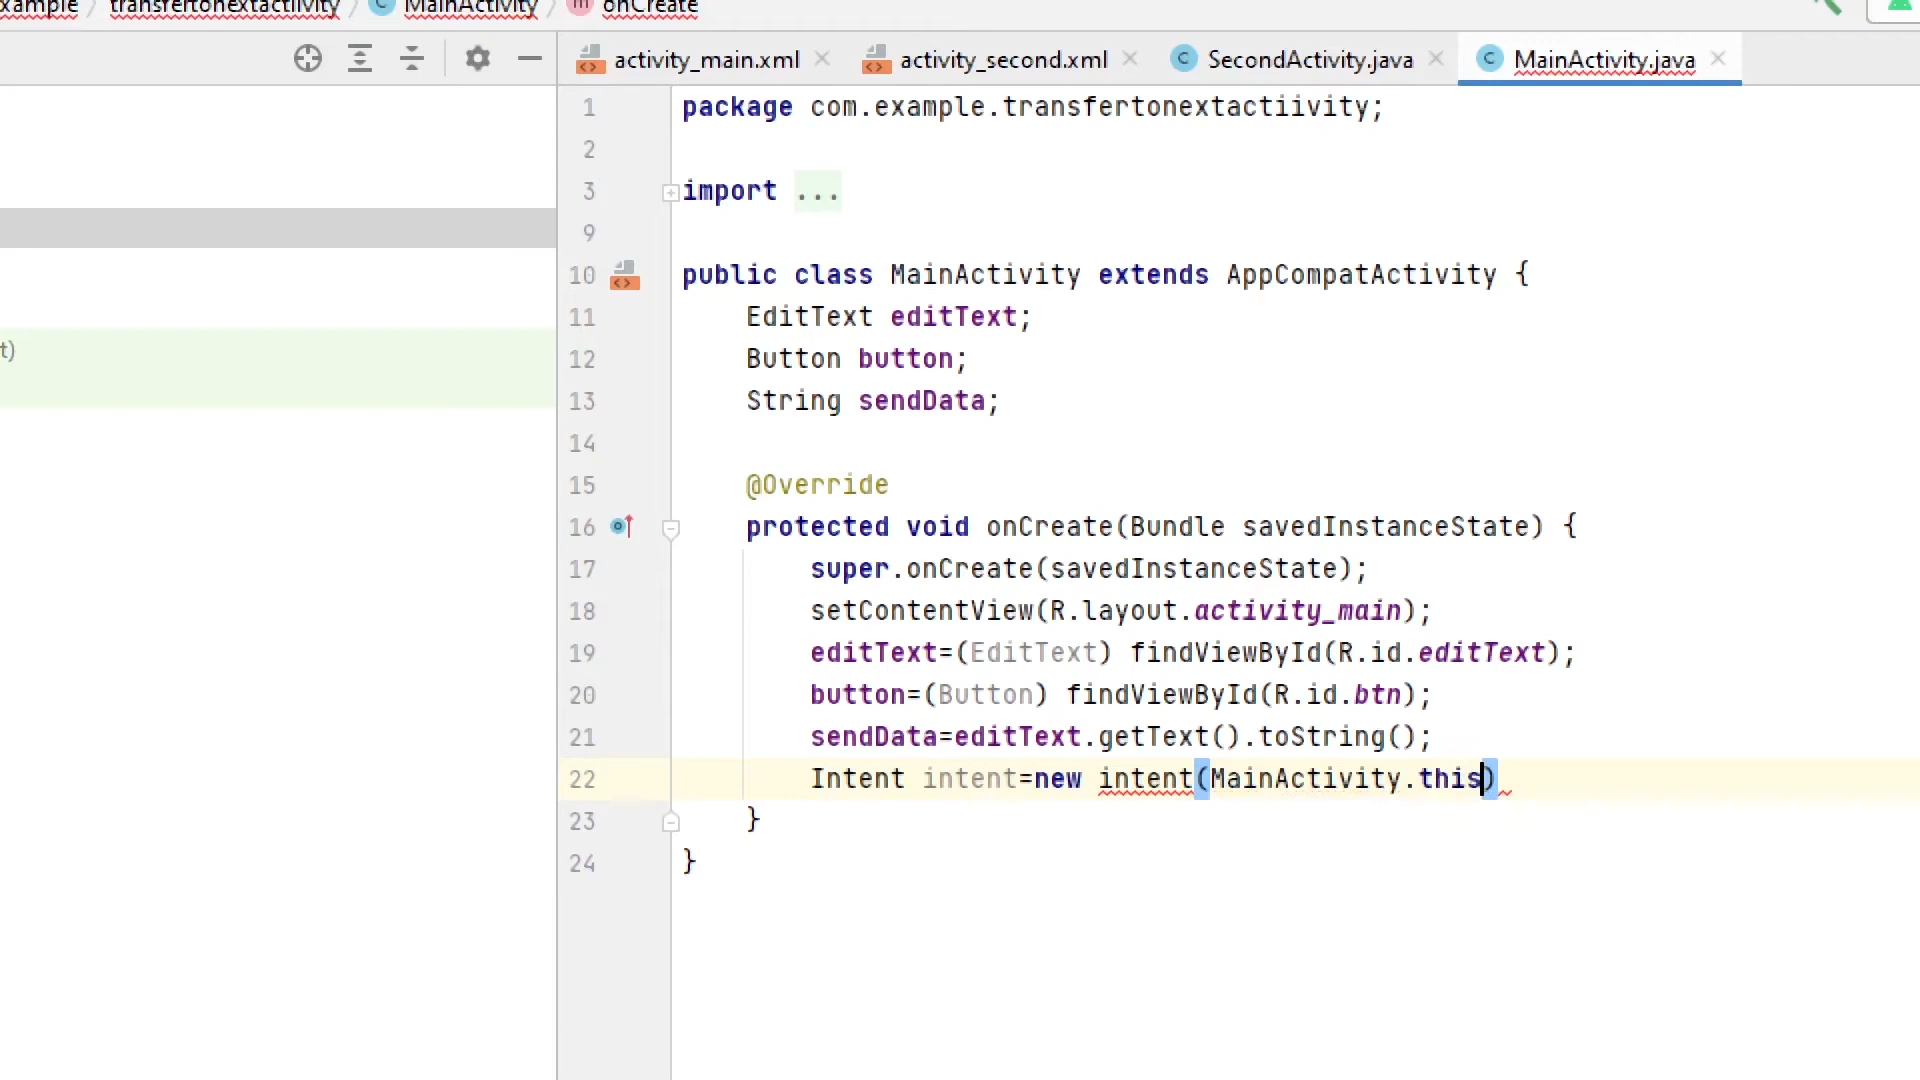 xample transfertonextactiivity MainActivity m onCreate
activity_main.xml C SecondActivity.java C MainActivity.java
activity_second.xml
1 package com.example.transfertonextactiivity;
2
3 import ...
9
10 public class MainActivity extends AppCompatActivity {
11 EditText editText;
12 Button button;
13 String sendData;
14
15 @Override
16 protected void onCreate(Bundle savedInstanceState) {
17 super.onCreate(savedInstanceState);
18 setContentView(R.layout.activity_main);
19 editText=(EditText) findViewById(R.id.editText);
20 button=(Button) findViewById(R.id.btn);
21 sendData=editText.getText().toString();
22 Intent intent=new intent(MainActivity.this)
23 }
24 }
t)